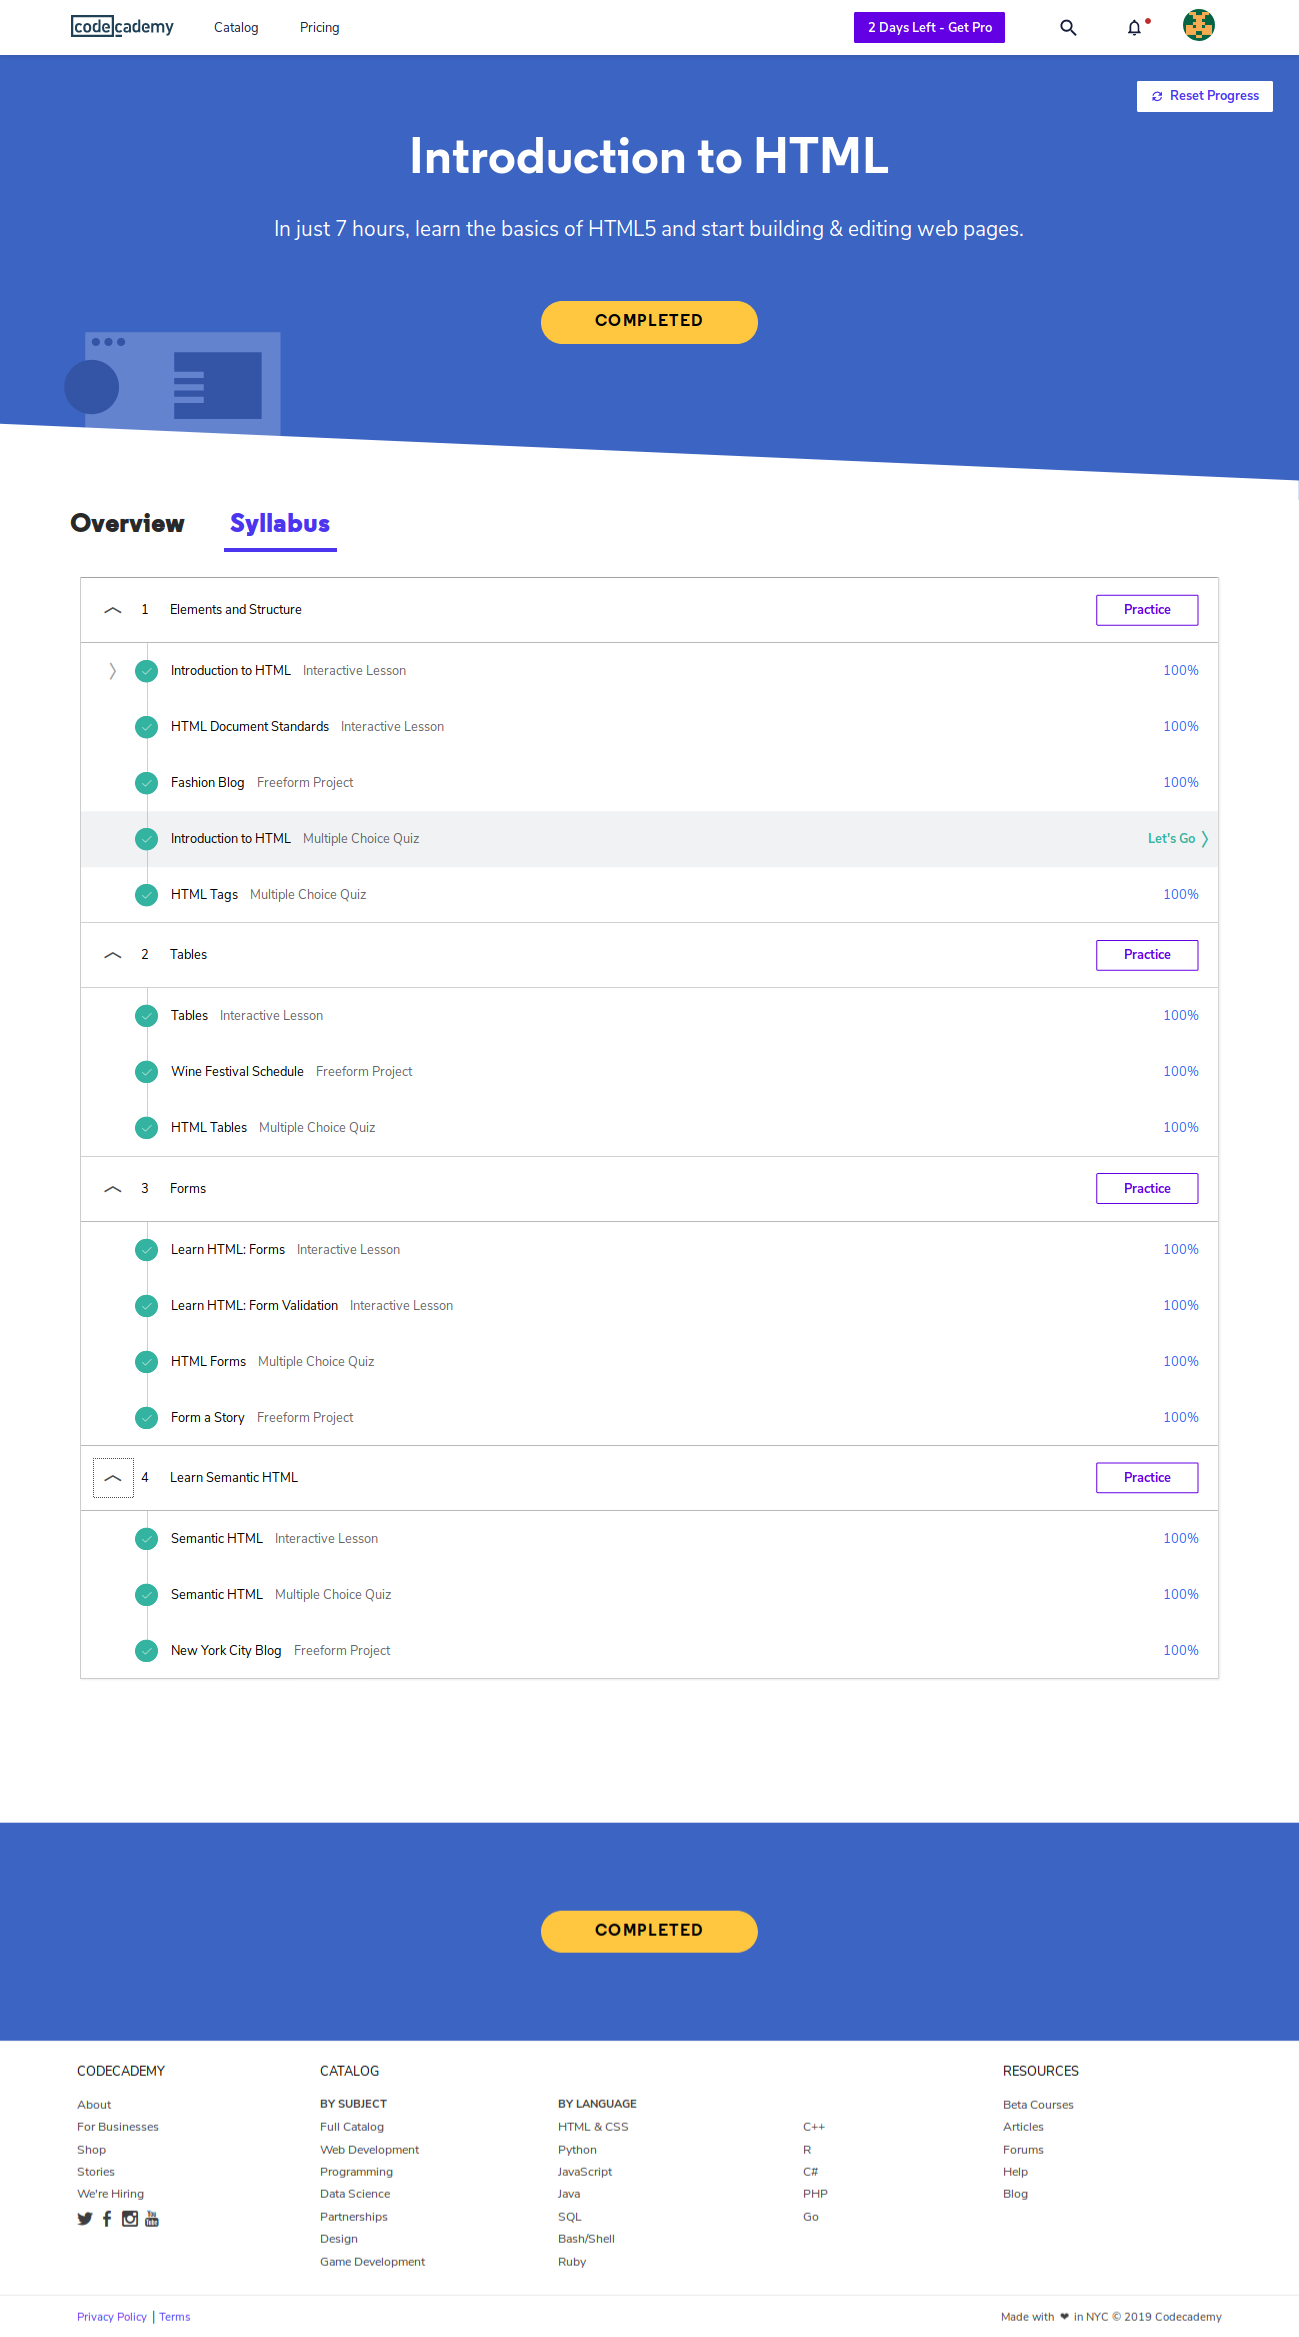 codecademy Catalog Pricing 2 Days Left - Get Pro
Reset Progress
Introduction to HTML
In just 7 hours, learn the basics of HTML5 and start building & editing web pages.
COMPLETED
Overview Syllabus
1 Elements and Structure Practice
Introduction to HTML Interactive Lesson 100%
HTML Document Standards Interactive Lesson 100%
Fashion Blog Freeform Project 100%
Introduction to HTML Multiple Choice Quiz Let's Go
HTML Tags Multiple Choice Quiz 100%
2 Tables Practice
Tables Interactive Lesson 100%
Wine Festival Schedule Freeform Project 100%
HTML Tables Multiple Choice Quiz 100%
3 Forms Practice
Learn HTML: Forms Interactive Lesson 100%
Learn HTML: Form Validation Interactive Lesson 100%
HTML Forms Multiple Choice Quiz 100%
Form a Story Freeform Project 100%
4 Learn Semantic HTML Practice
Semantic HTML Interactive Lesson 100%
Semantic HTML Multiple Choice Quiz 100%
New York City Blog Freeform Project 100%
COMPLETED
CODECADEMY
About
For Businesses
Shop
Stories
We're Hiring
CATALOG
BY SUBJECT
Full Catalog
Web Development
Programming
Data Science
Partnerships
Design
Game Development
BY LANGUAGE
HTML & CSS
Python
JavaScript
Java
SQL
Bash/Shell
Ruby
C++
R
C#
PHP
Go
RESOURCES
Beta Courses
Articles
Forums
Help
Blog
Privacy Policy | Terms
Made with ❤ in NYC © 2019 Codecademy